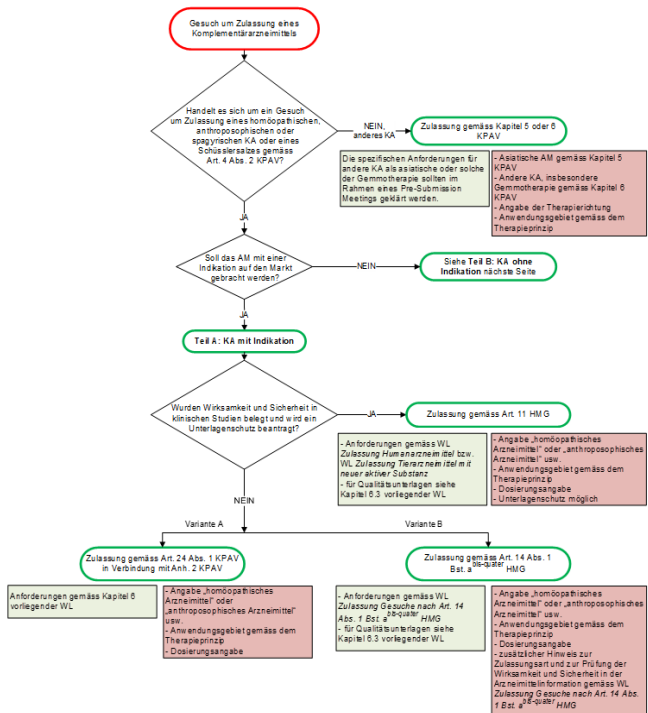 Gesuch um Zulassung eines
Komplementärarzneimittels
Handelt es sich um ein Gesuch
um Zulassung eines homöopathischen,
anthroposophischen oder
spagyrischen KA oder eines
Schüsslersalzes gemäss
Art. 4 Abs. 2 KPAV?
NEIN,
anderes KA
Zulassung gemäss Kapitel 5 oder 6
KPAV
Die spezifischen Anforderungen für
andere KA als asiatische oder solche
der Gemmotherapie sollten im
Rahmen eines Pre-Submission
Meetings geklärt werden.
- Asiatische AM gemäss Kapitel 5
KPAV
- Andere KA, insbesondere
Gemmotherapie gemäss Kapitel 6
KPAV
- Angabe der Therapierichtung
- Anwendungsgebiet gemäss dem
Therapieprinzip
JA
Soll das AM mit einer
Indikation auf den Markt
gebracht werden?
NEIN
Siehe Teil B: KA ohne
Indikation nächste Seite
JA
Teil A: KA mit Indikation
Wurden Wirksamkeit und Sicherheit in
klinischen Studien belegt und wird ein
Unterlagenschutz beantragt?
JA
Zulassung gemäss Art. 11 HMG
- Anforderungen gemäss WL
Zulassung Humanarzneimittel bzw.
WL Zulassung Tierarzneimittel mit
neuer aktiver Substanz
- für Qualitätsunterlagen siehe
Kapitel 6.3 vorliegender WL
- Angabe „homöopathisches
Arzneimittel" oder „anthroposophisches
Arzneimittel" usw.
- Anwendungsgebiet gemäss dem
Therapieprinzip
- Dosierungsangabe
- Unterlagenschutz möglich
NEIN
Variante A
Variante B
Zulassung gemäss Art. 24 Abs. 1 KPAV
in Verbindung mit Anh. 2 KPAV
Anforderungen gemäss Kapitel 6
vorliegender WL
- Angabe „homöopathisches
Arzneimittel" oder
„anthroposophisches Arzneimittel"
usw.
- Anwendungsgebiet gemäss dem
Therapieprinzip
- Dosierungsangabe
Zulassung gemäss Art. 14 Abs. 1
Bst. a bis-quater HMG
- Anforderungen gemäss WL
Zulassung Gesuche nach Art. 14
Abs. 1 Bst. a bis-quater HMG
- für Qualitätsunterlagen siehe
Kapitel 6.3 vorliegender WL
- Angabe „homöopathisches
Arzneimittel" oder „anthroposophisches
Arzneimittel" usw.
- Anwendungsgebiet gemäss dem
Therapieprinzip
- Dosierungsangabe
- zusätzlicher Hinweis zur
Zulassungsart und zur Prüfung der
Wirksamkeit und Sicherheit in der
Arzneimittelinformation gemäss WL
Zulassung Gesuche nach Art. 14 Abs.
1 Bst. a bis-quater HMG